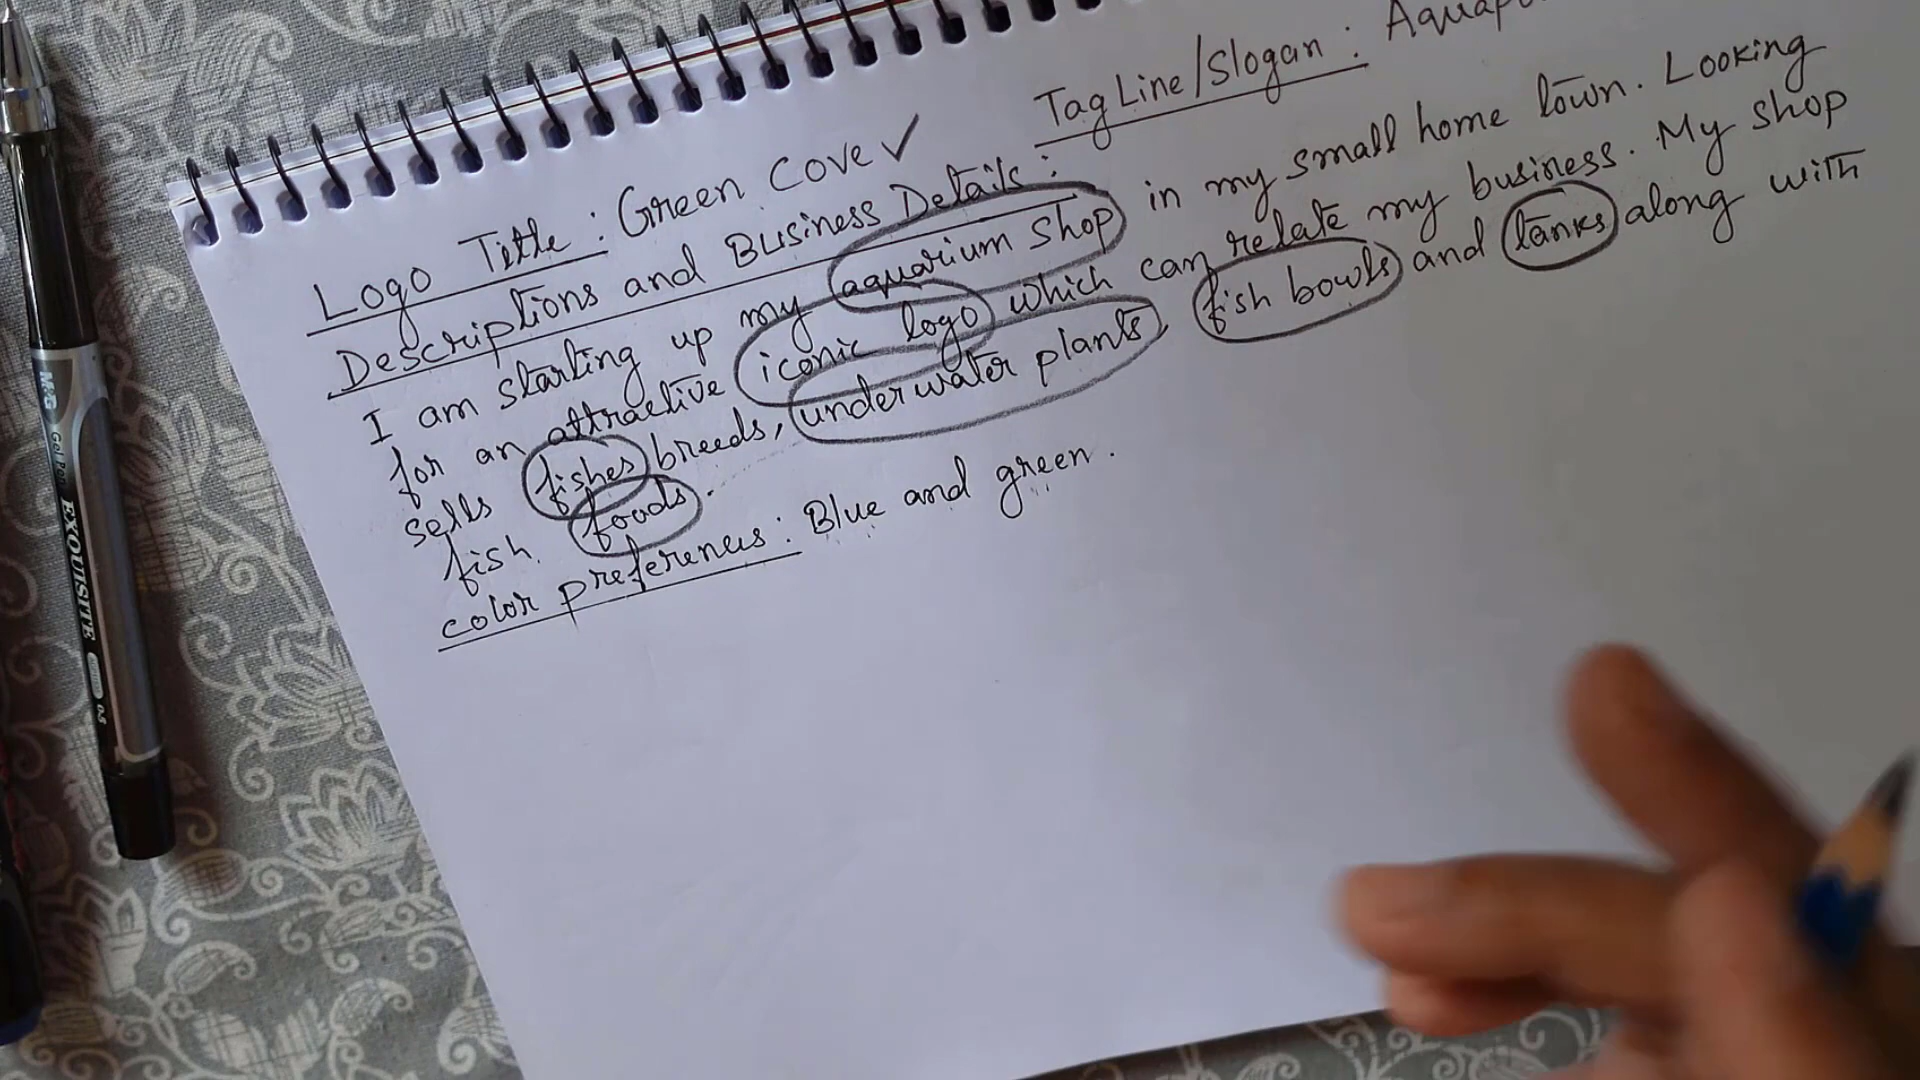 Logo Title : Green Cove ✓ Tag Line/Slogan :
Descriptions and Business Details :
I am starting up my aquarium shop in my small home town. Looking
for an attractive iconic logo which can relate my business. My shop
sells fishes breeds, underwater plants, fish bowls and tanks along with
fish foods.
color preferences : Blue and green.
M&G Gel Pen EXQUISITE 0.5